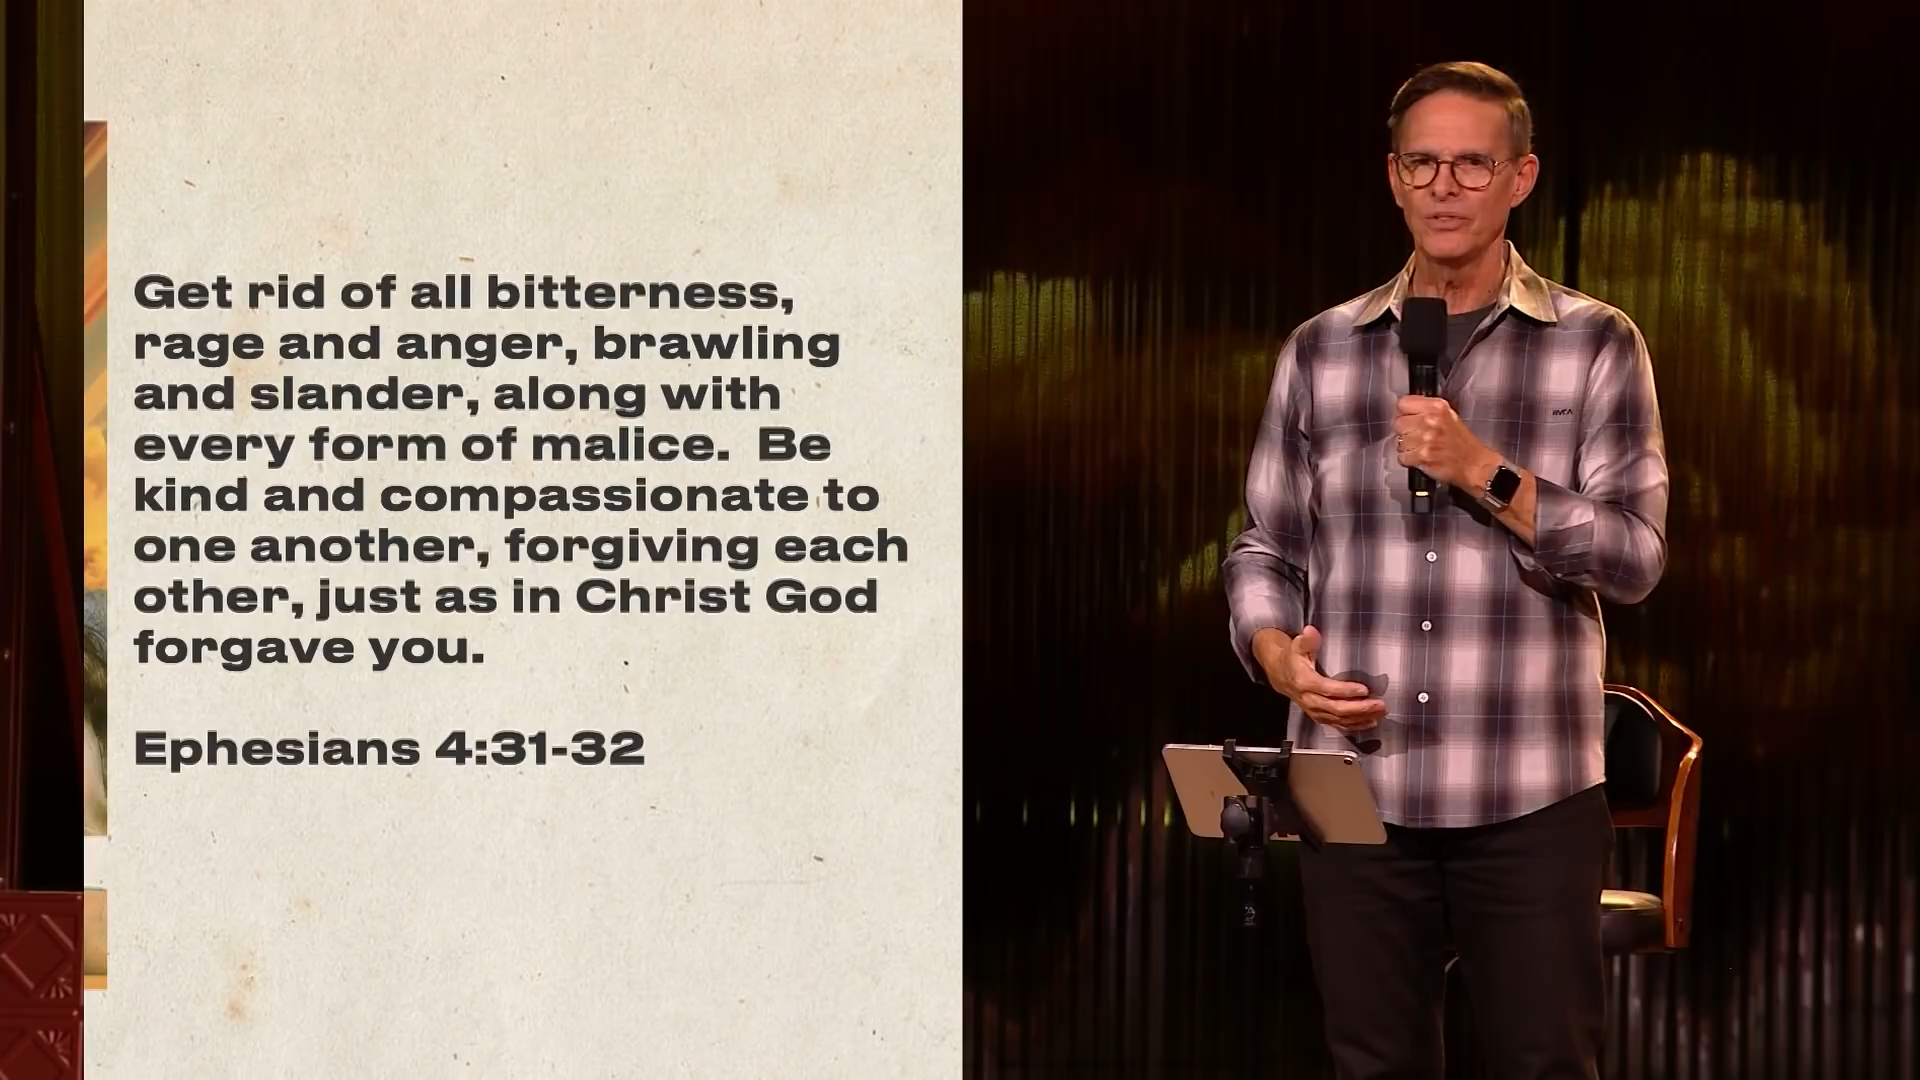 Get rid of all bitterness,
rage and anger, brawling
and slander, along with
every form of malice.  Be
kind and compassionate to
one another, forgiving each
other, just as in Christ God
forgave you.
Ephesians 4:31-32
RVCA